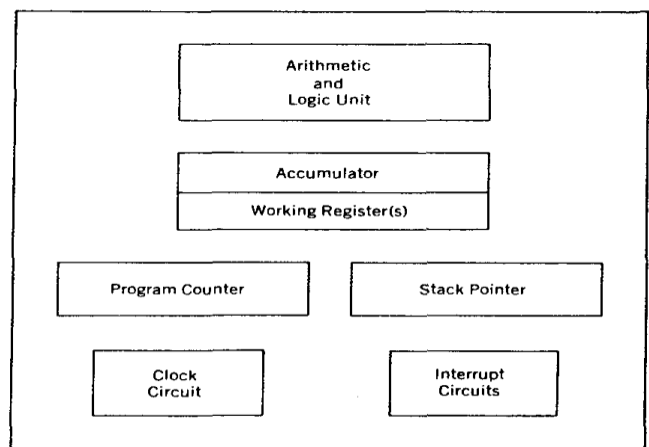 Arithmetic
and
Logic Unit
Accumulator
Working Register(s)
Program Counter
Stack Pointer
Clock
Circuit
Interrupt
Circuits